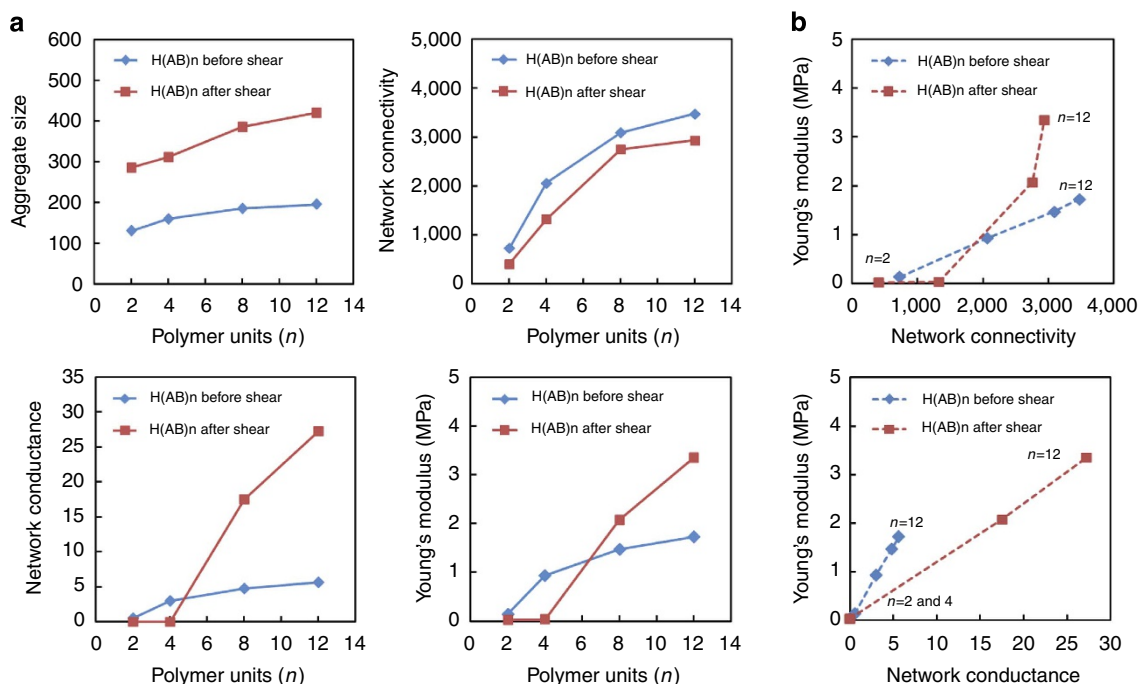 a
600
500
400
300
200
100
0
Aggregate size
H(AB)n before shear
H(AB)n after shear
0 2 4 6 8 10 12 14
Polymer units (n)
5,000
4,000
3,000
2,000
1,000
0
Network connectivity
H(AB)n before shear
H(AB)n after shear
0 2 4 6 8 10 12 14
Polymer units (n)
35
30
25
20
15
10
5
0
Network conductance
H(AB)n before shear
H(AB)n after shear
0 2 4 6 8 10 12 14
Polymer units (n)
5
4
3
2
1
0
Young's modulus (MPa)
H(AB)n before shear
H(AB)n after shear
0 2 4 6 8 10 12 14
Polymer units (n)
b
5
4
3
2
1
0
Young's modulus (MPa)
H(AB)n before shear
H(AB)n after shear
n=12
n=12
n=2
0 1,000 2,000 3,000 4,000
Network connectivity
5
4
3
2
1
0
Young's modulus (MPa)
H(AB)n before shear
H(AB)n after shear
n=12
n=12
n=2 and 4
0 5 10 15 20 25 30
Network conductance